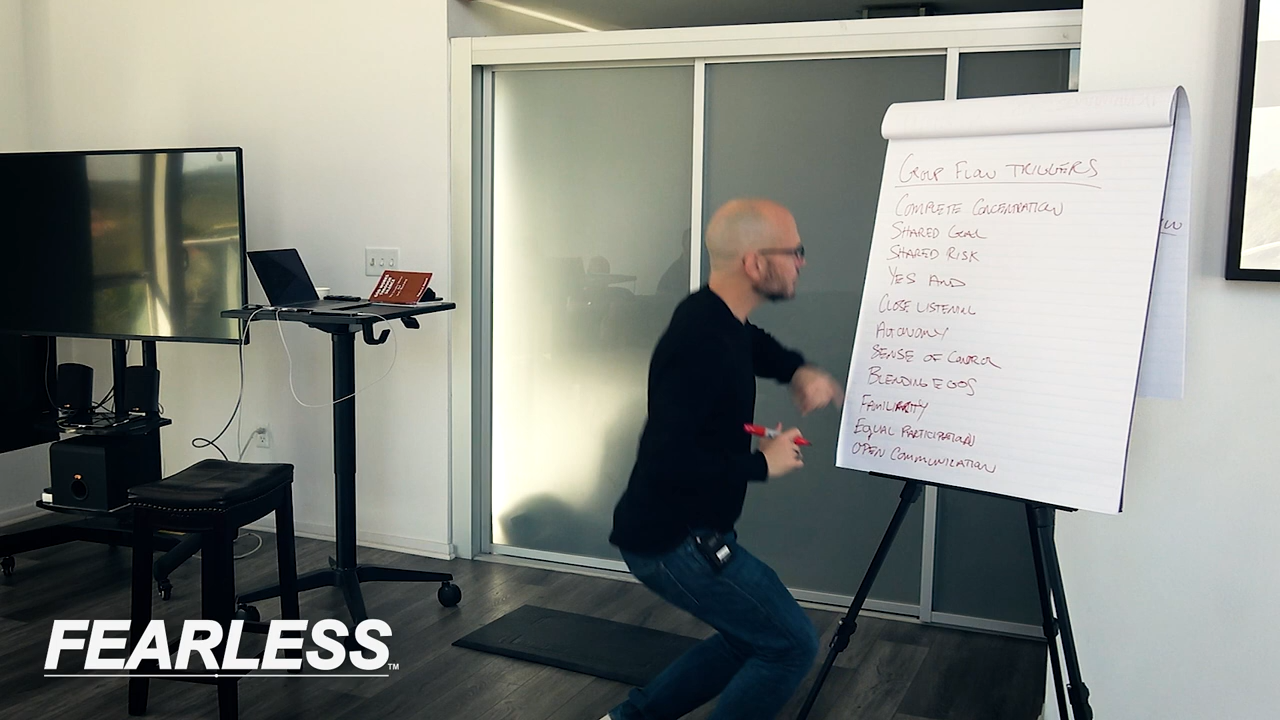 GROUP FLOW TRIGGERS
COMPLETE CONCENTRATION
SHARED GOAL
SHARED RISK
YES AND
CLOSE LISTENING
AUTONOMY
SENSE OF CONTROL
BLENDING EGOS
FAMILIARITY
EQUAL PARTICIPATION
OPEN COMMUNICATION
FEARLESS™